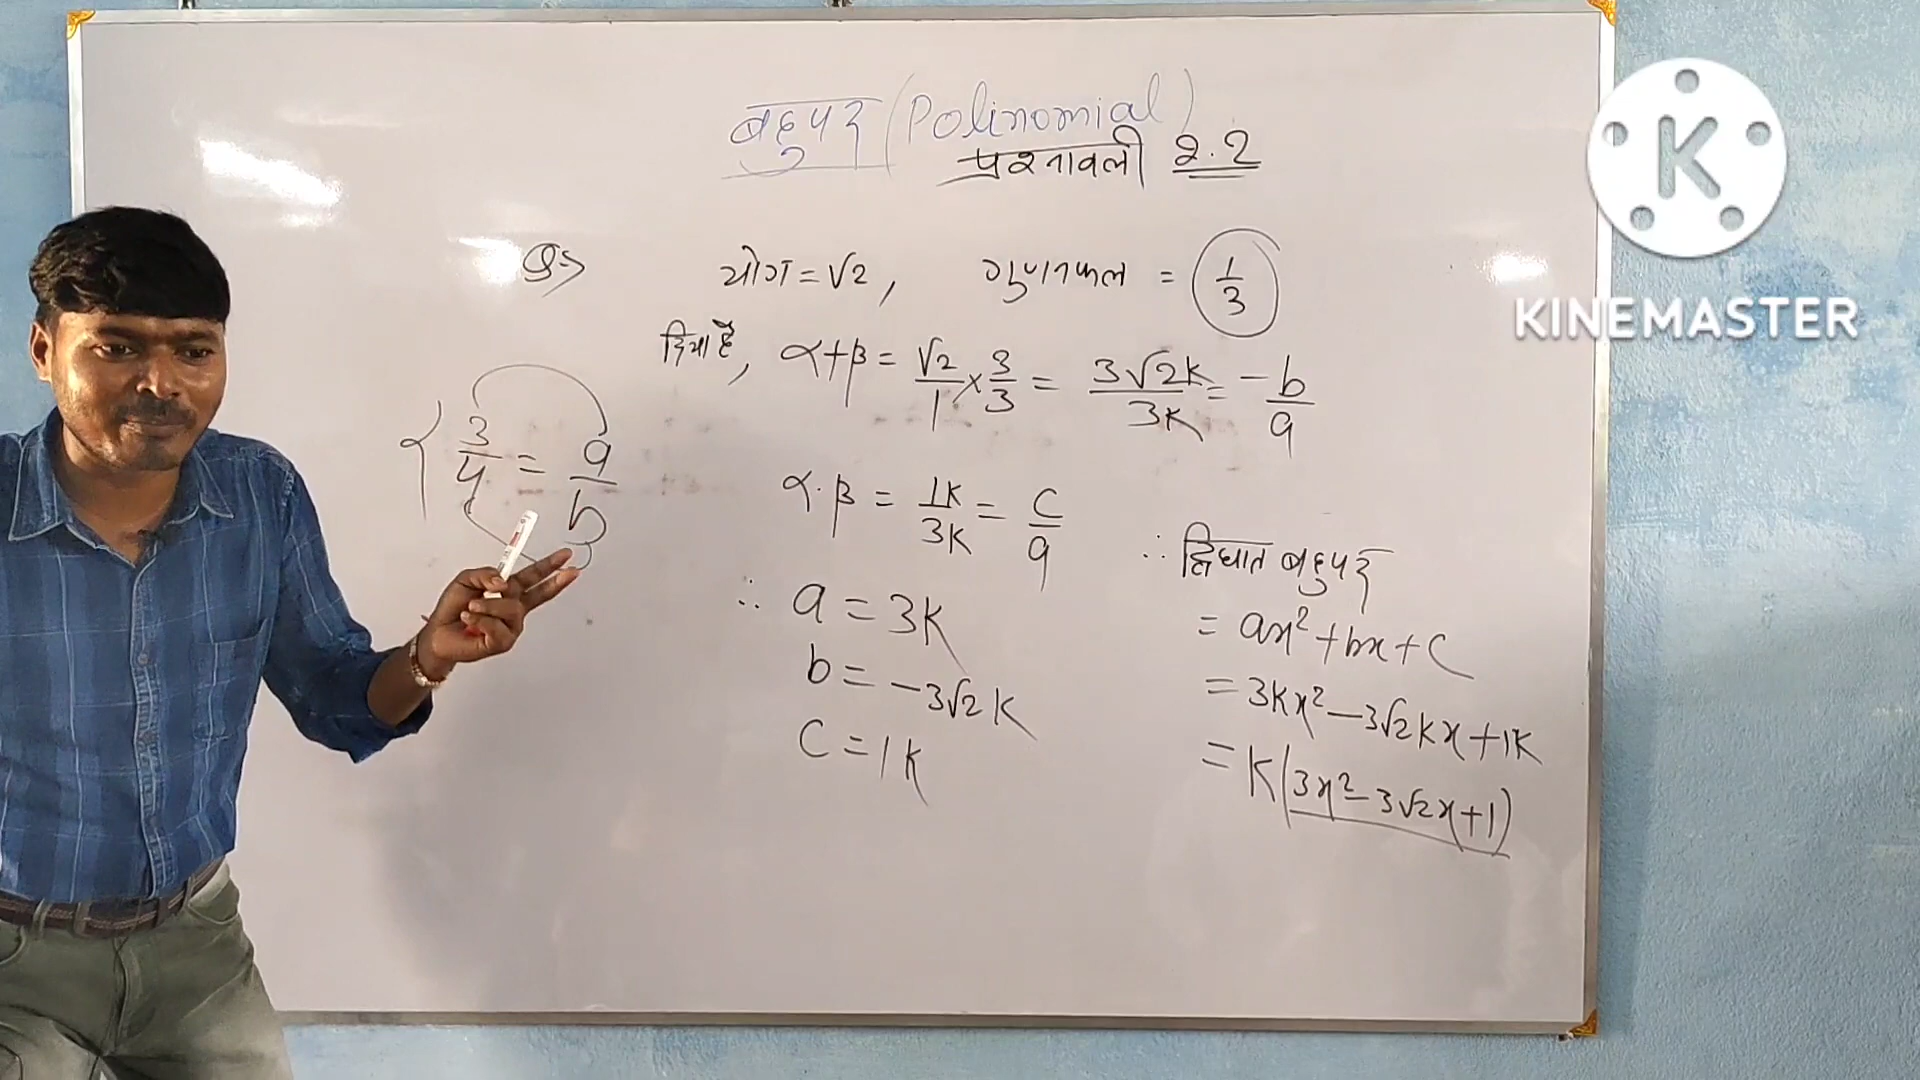 बहुपद (Polinomial)
प्रश्नावली 2.2
K
KINEMASTER
Q⇒ योग = √2, गुणनफल = 1/3
दिया है, α+β = √2/1 × 3/3 = 3√2K/3K = -b/a
3/4 = a/b
α·β = 1K/3K = c/a
∴ a = 3K
b = -3√2K
C = 1K
∴ द्विघात बहुपद
= ax² + bx + C
= 3Kx² - 3√2Kx + 1K
= K(3x² - 3√2x + 1)